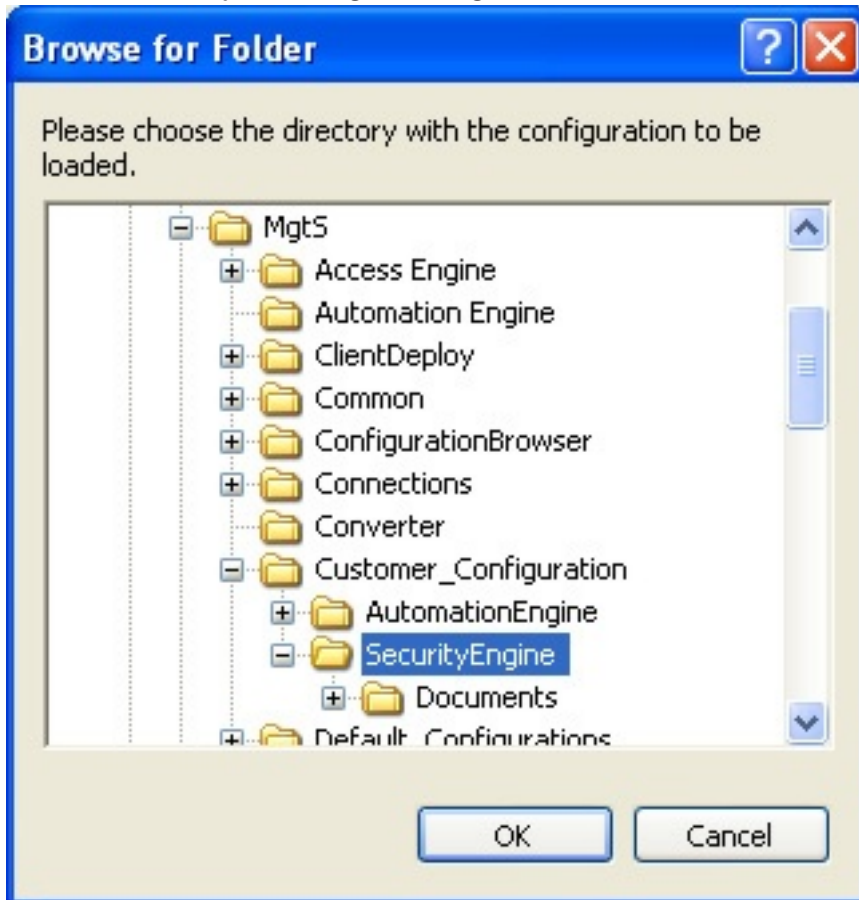 Browse for Folder
Please choose the directory with the configuration to be
loaded.
MgtS
Access Engine
Automation Engine
ClientDeploy
Common
ConfigurationBrowser
Connections
Converter
Customer_Configuration
AutomationEngine
SecurityEngine
Documents
Default_Configurations
OK Cancel